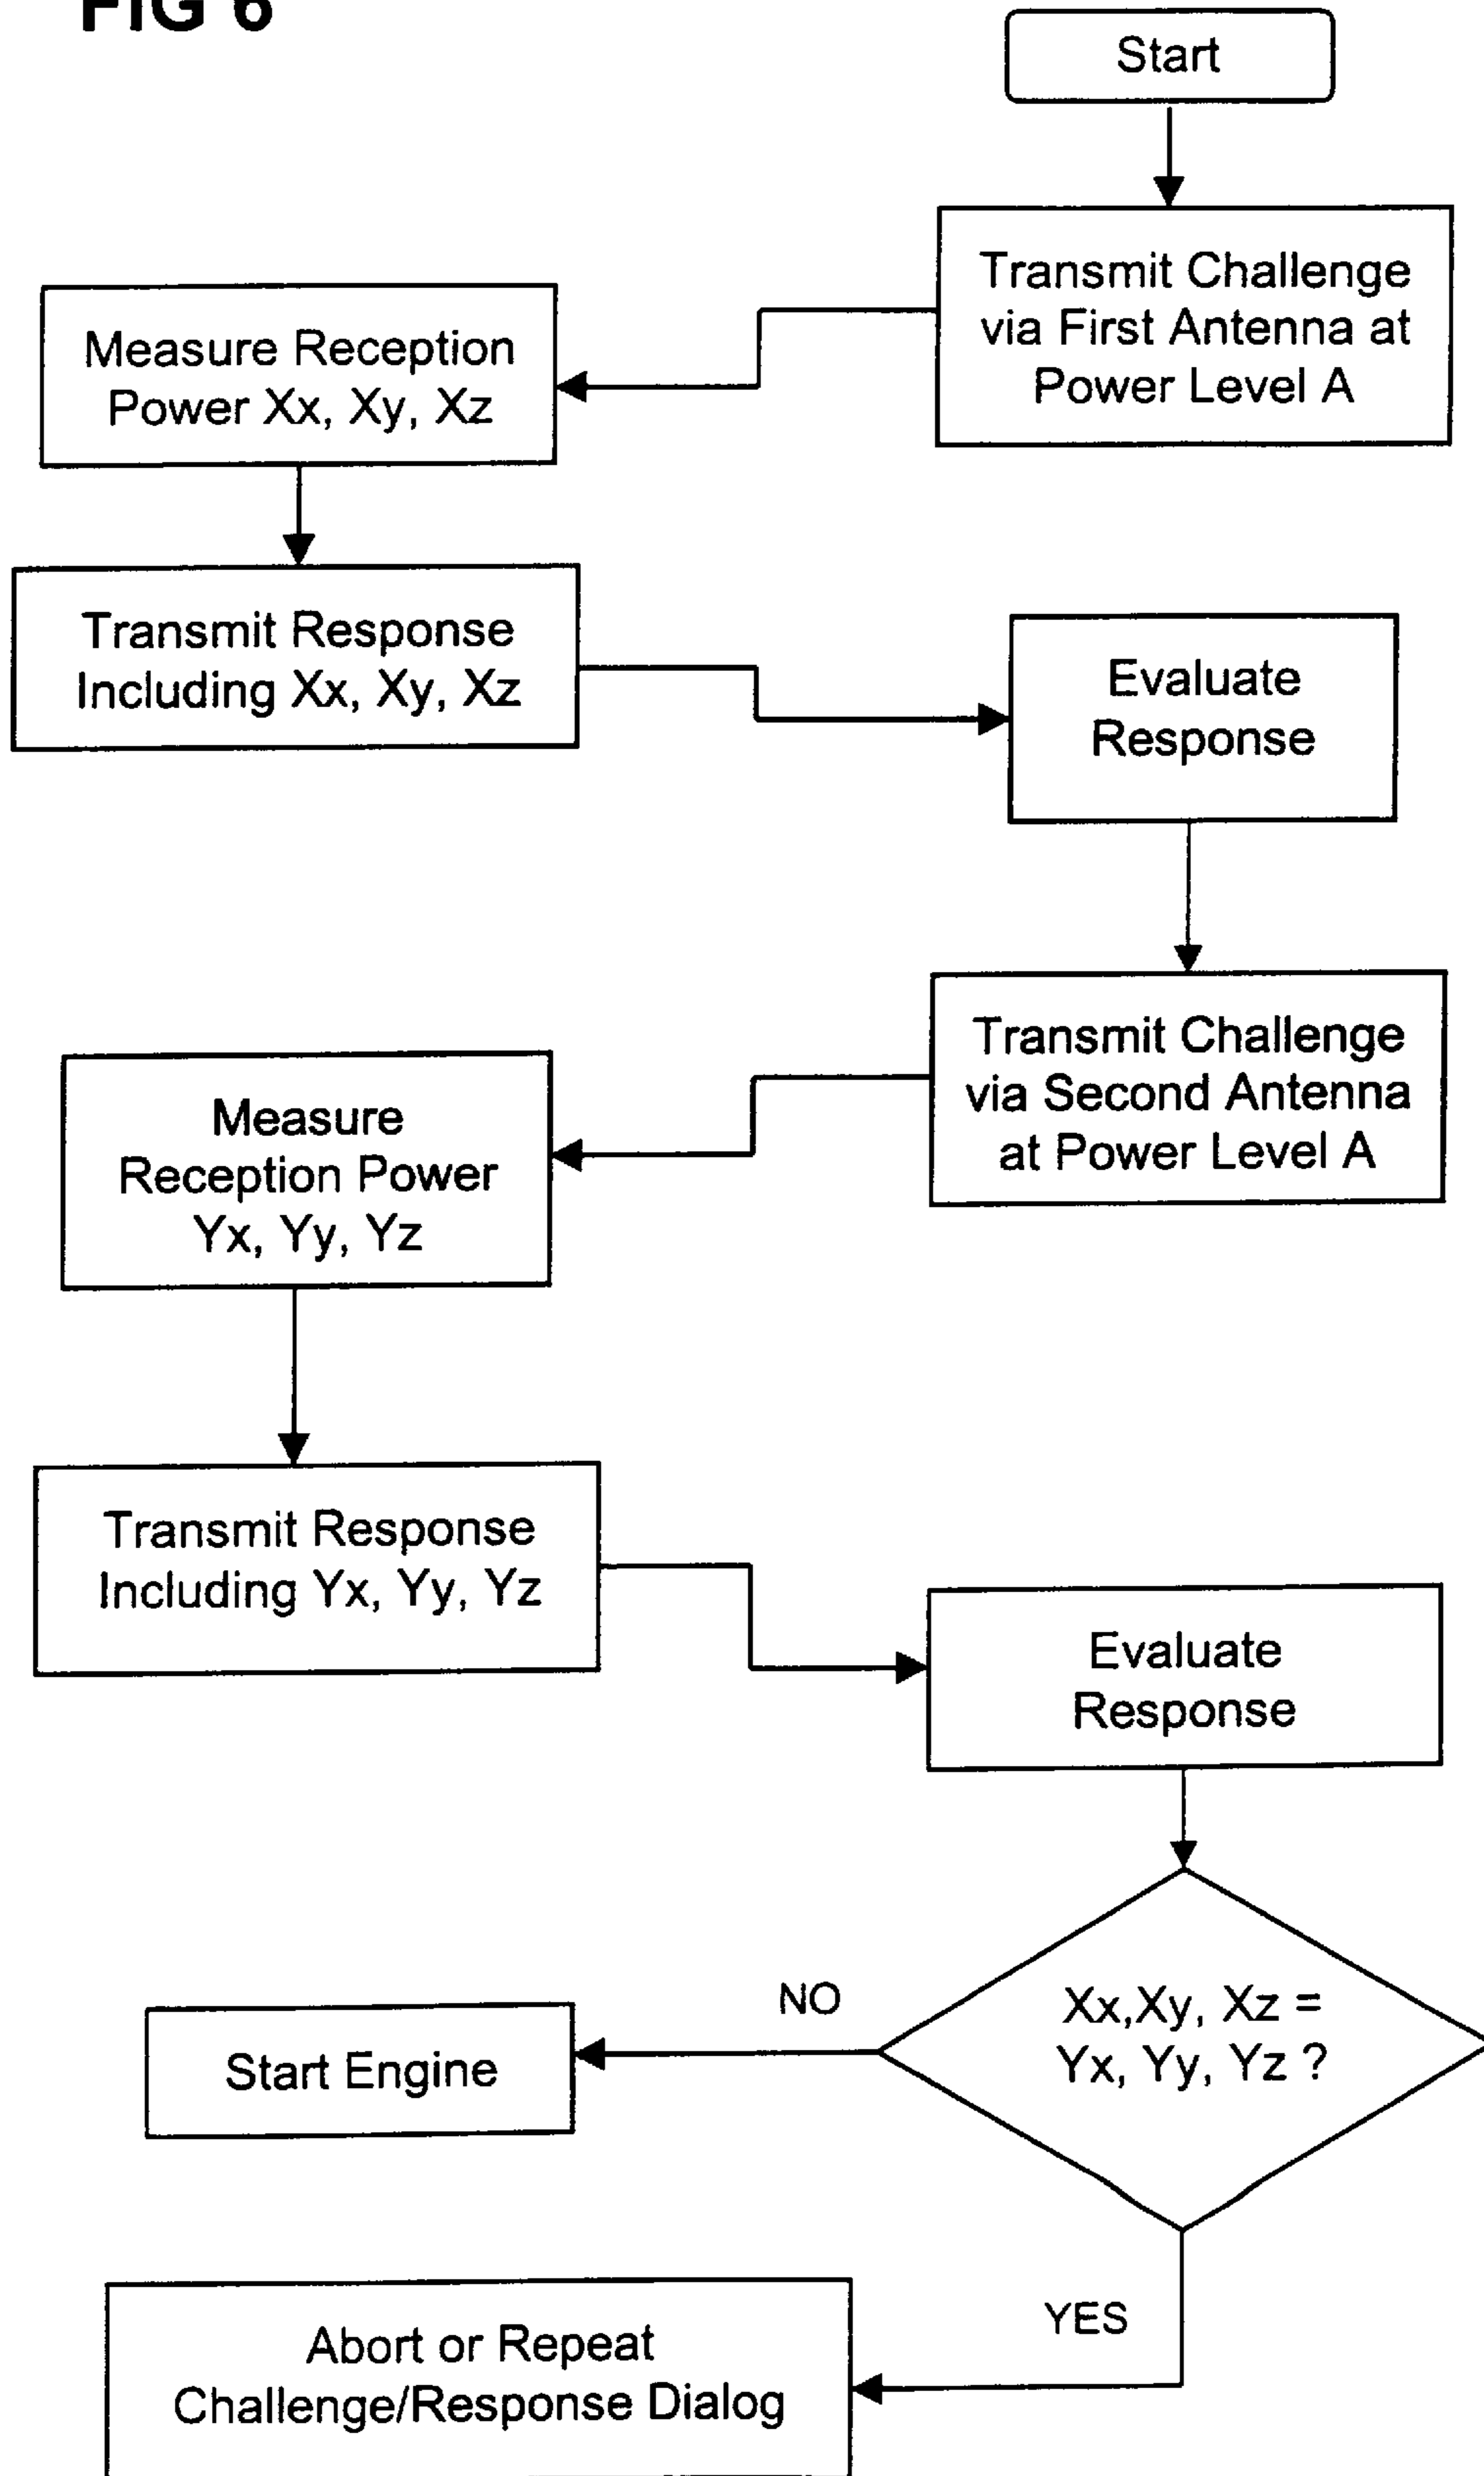 FIG 6
Start
Transmit Challenge
via First Antenna at
Power Level A
Measure Reception
Power Xx, Xy, Xz
Transmit Response
Including Xx, Xy, Xz
Evaluate
Response
Transmit Challenge
via Second Antenna
at Power Level A
Measure
Reception Power
Yx, Yy, Yz
Transmit Response
Including Yx, Yy, Yz
Evaluate
Response
Xx,Xy, Xz =
Yx, Yy, Yz ?
NO
Start Engine
YES
Abort or Repeat
Challenge/Response Dialog